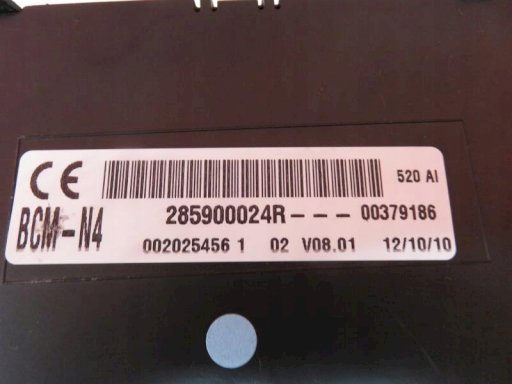 CE 520 AI
BCM-N4 285900024R--- 00379186
002025456 1 02 V08.01 12/10/10